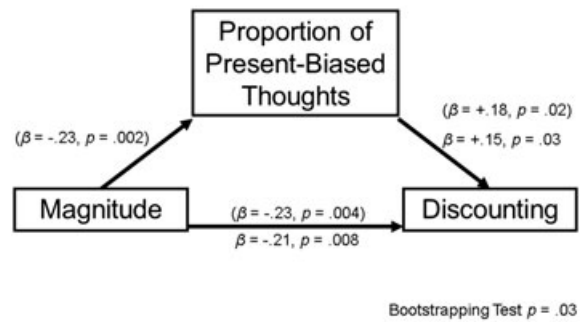 Proportion of
Present-Biased
Thoughts
(β = -.23, p = .002)
(β = +.18, p = .02)
β = +.15, p = .03
Magnitude
(β = -.23, p = .004)
β = -.21, p = .008
Discounting
Bootstrapping Test p = .03